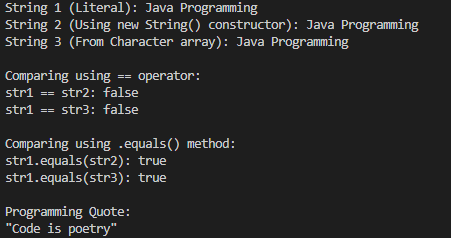 String 1 (Literal): Java Programming
String 2 (Using new String() constructor): Java Programming
String 3 (From Character array): Java Programming
Comparing using == operator:
str1 == str2: false
str1 == str3: false
Comparing using .equals() method:
str1.equals(str2): true
str1.equals(str3): true
Programming Quote:
"Code is poetry"